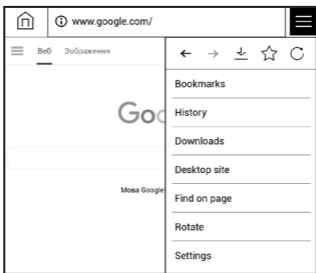 www.google.com/
Веб Зображення
Bookmarks
History
Goo
Downloads
Desktop site
Мова Google:
Find on page
Rotate
Settings